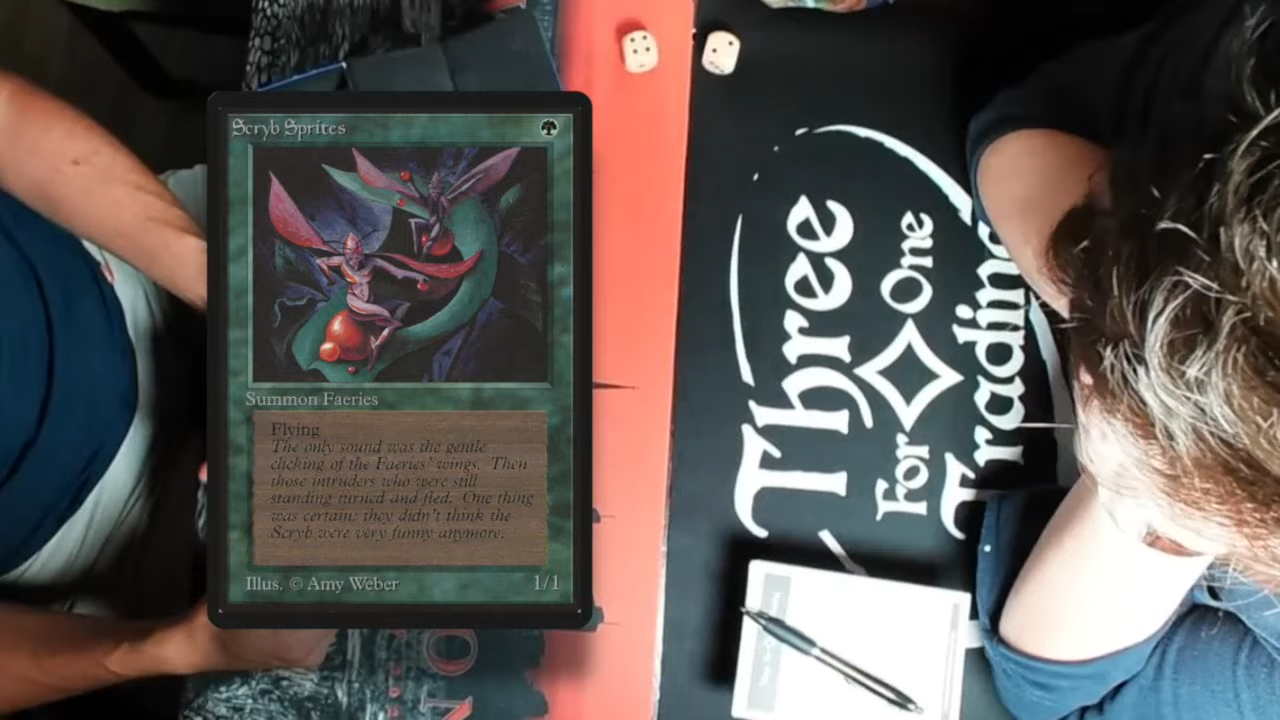 Scryb Sprites
Summon Faeries
Flying
The only sound was the gentle
clicking of the Faeries' wings. Then
those intruders who were still
standing turned and fled. One thing
was certain: they didn't think the
Scryb were very funny anymore.
Illus. © Amy Weber
1/1
Three
For One
Trading